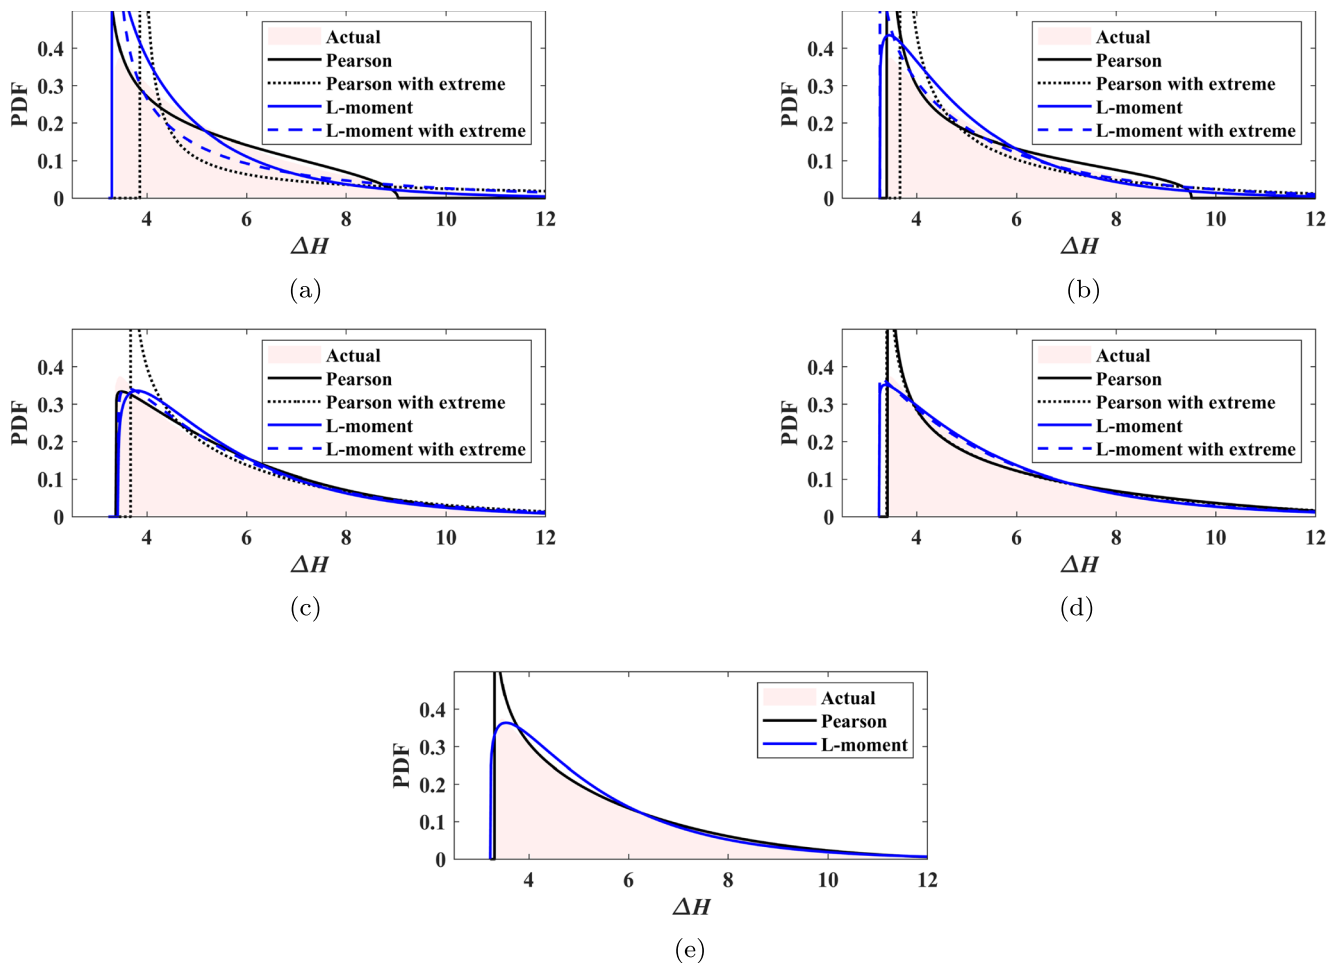 PDF
0.4
0.3
0.2
0.1
0
Actual
Pearson
Pearson with extreme
L-moment
L-moment with extreme
4 6 8 10 12
ΔH
(a)
PDF
0.4
0.3
0.2
0.1
0
Actual
Pearson
Pearson with extreme
L-moment
L-moment with extreme
4 6 8 10 12
ΔH
(b)
PDF
0.4
0.3
0.2
0.1
0
Actual
Pearson
Pearson with extreme
L-moment
L-moment with extreme
4 6 8 10 12
ΔH
(c)
PDF
0.4
0.3
0.2
0.1
0
Actual
Pearson
Pearson with extreme
L-moment
L-moment with extreme
4 6 8 10 12
ΔH
(d)
PDF
0.4
0.3
0.2
0.1
0
Actual
Pearson
L-moment
4 6 8 10 12
ΔH
(e)